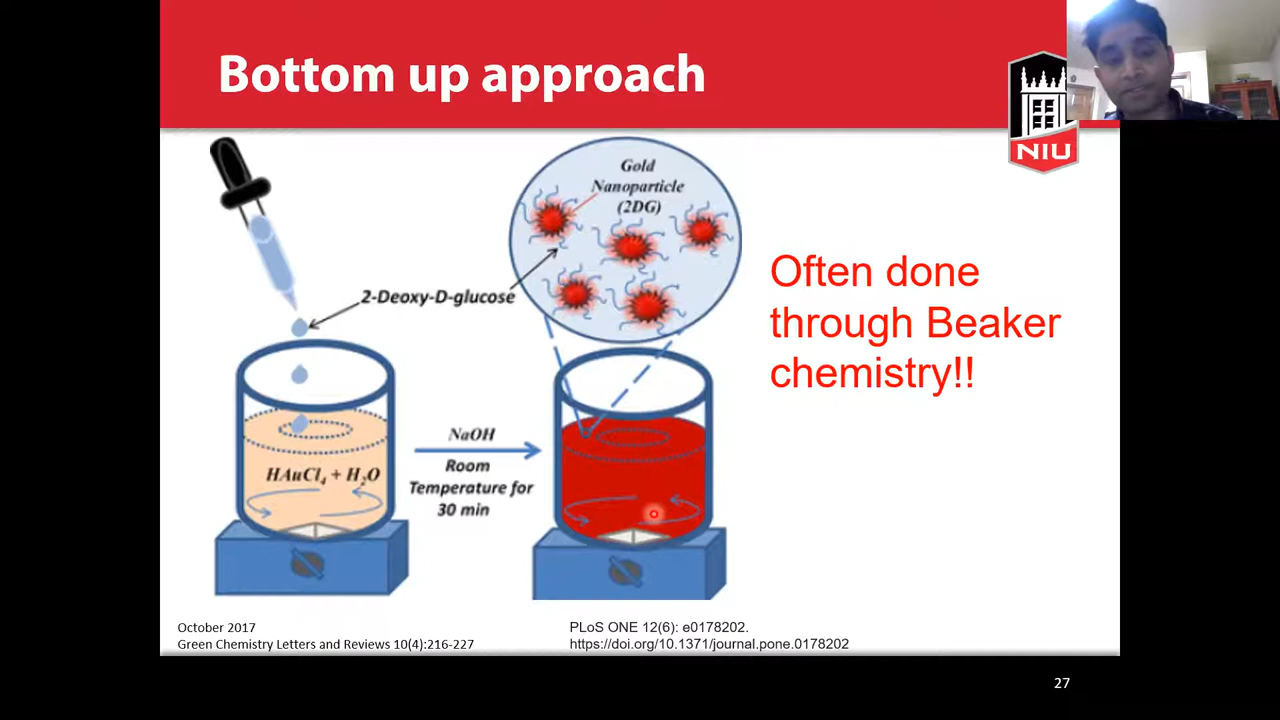 Bottom up approach
NIU
Gold
Nanoparticle
(2DG)
2-Deoxy-D-glucose
Often done
through Beaker
chemistry!!
HAuCl₄ + H₂O
NaOH
Room
Temperature for
30 min
October 2017
Green Chemistry Letters and Reviews 10(4):216-227
PLoS ONE 12(6): e0178202.
https://doi.org/10.1371/journal.pone.0178202
27